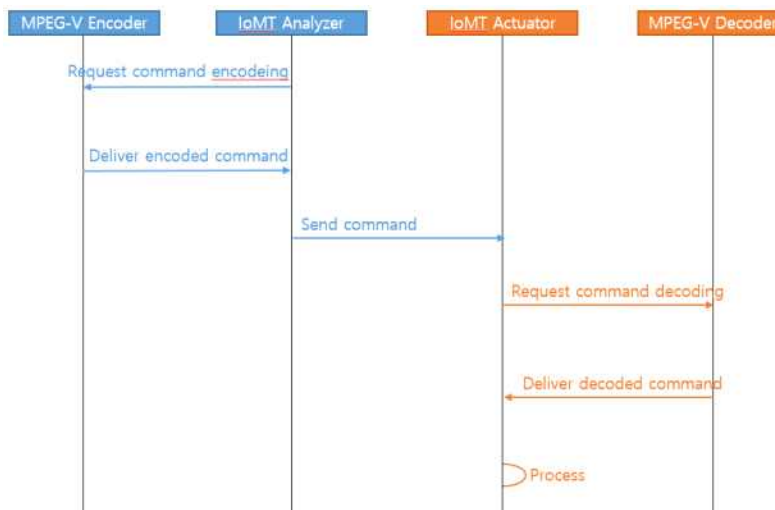 MPEG-V Encoder
IoMT Analyzer
IoMT Actuator
MPEG-V Decoder
Request command encodeing
Deliver encoded command
Send command
Request command decoding
Deliver decoded command
Process